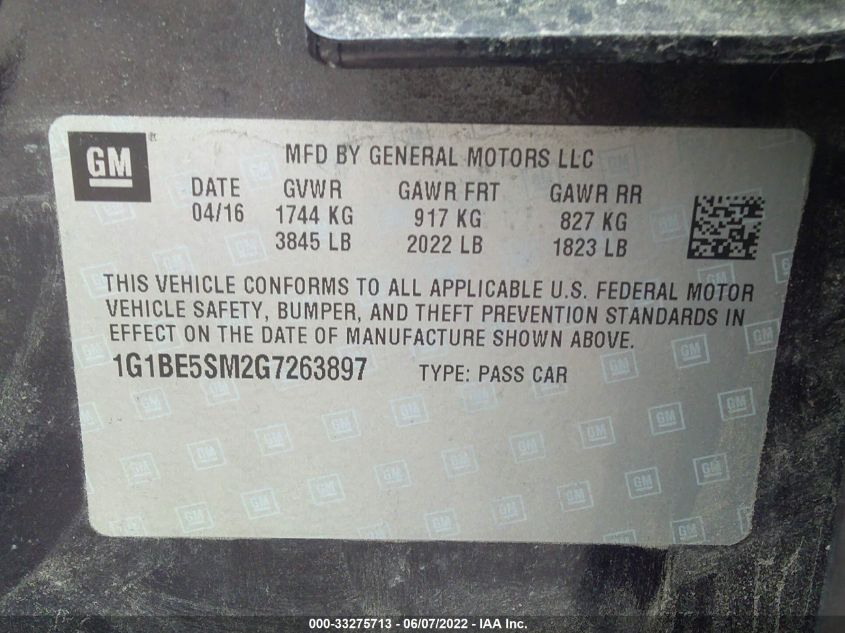 GM
MFD BY GENERAL MOTORS LLC
DATE GVWR GAWR FRT GAWR RR
04/16 1744 KG 917 KG 827 KG
3845 LB 2022 LB 1823 LB
THIS VEHICLE CONFORMS TO ALL APPLICABLE U.S. FEDERAL MOTOR
VEHICLE SAFETY, BUMPER, AND THEFT PREVENTION STANDARDS IN
EFFECT ON THE DATE OF MANUFACTURE SHOWN ABOVE.
1G1BE5SM2G7263897 TYPE: PASS CAR
000-33275713 - 06/07/2022 - IAA Inc.